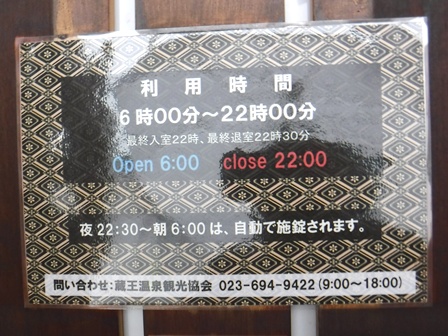 利用時間
6時00分～22時00分
最終入室22時、最終退室22時30分
Open 6:00 close 22:00
夜 22:30～朝 6:00 は、自動で施錠されます。
問い合わせ:蔵王温泉観光協会 023-694-9422(9:00～18:00)